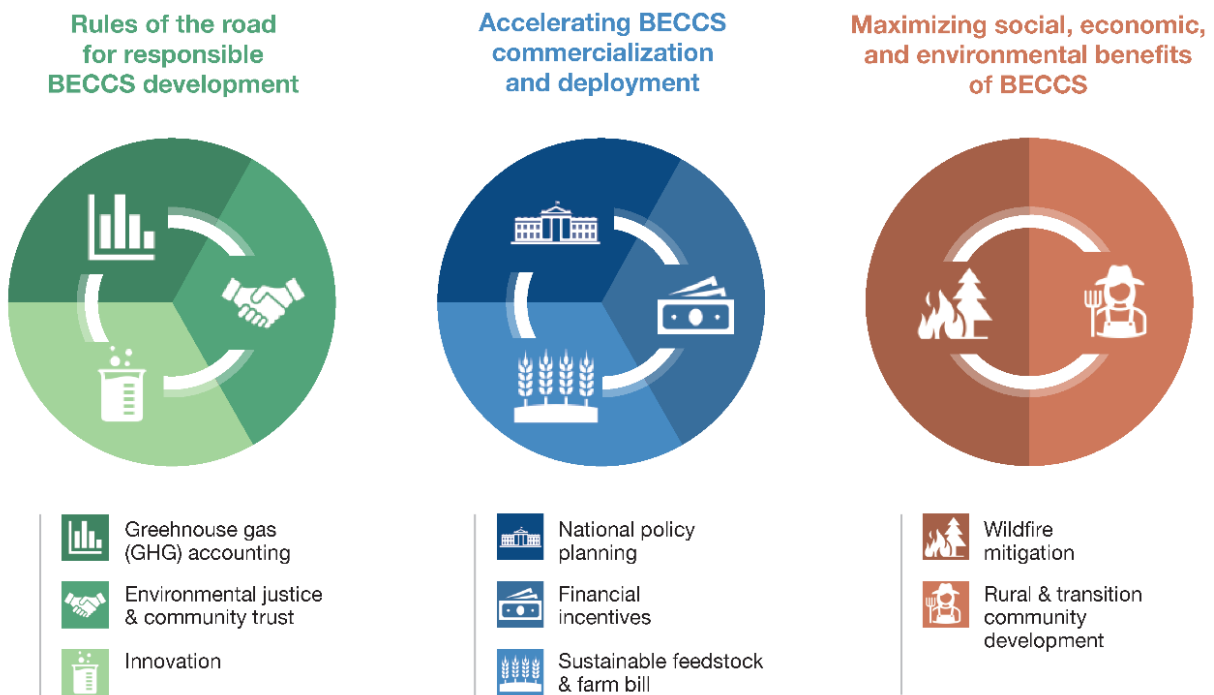 Rules of the road
for responsible
BECCS development
Accelerating BECCS
commercialization
and deployment
Maximizing social, economic,
and environmental benefits
of BECCS
Greehnouse gas
(GHG) accounting
Environmental justice
& community trust
Innovation
National policy
planning
Financial
incentives
Sustainable feedstock
& farm bill
Wildfire
mitigation
Rural & transition
community
development